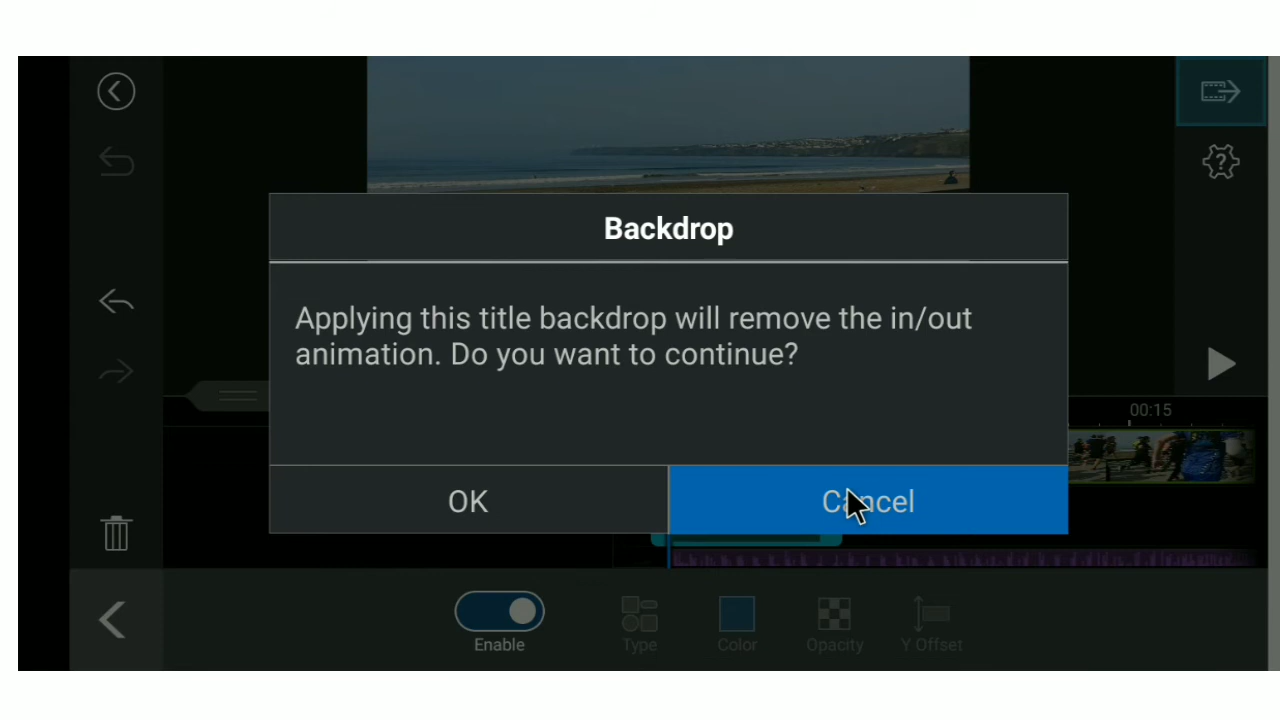 Backdrop
Applying this title backdrop will remove the in/out
animation. Do you want to continue?
OK
Cancel
00:15
Enable
Type
Color
Opacity
Y Offset